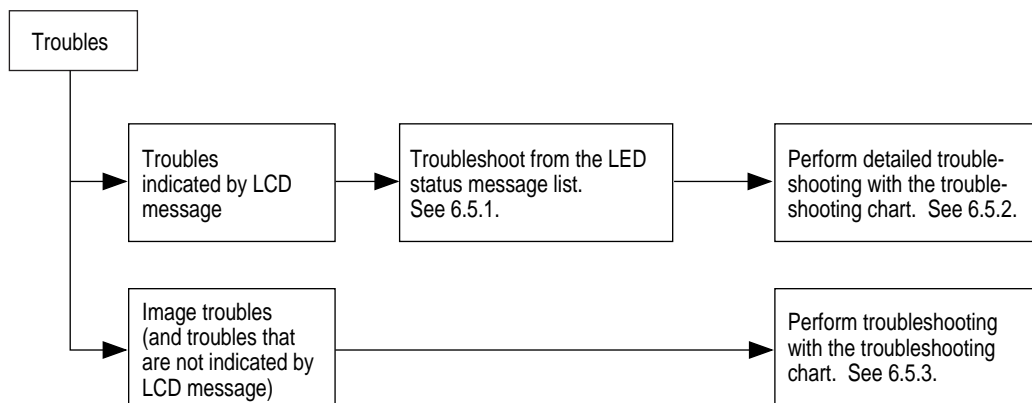 Troubles
Troubles
indicated by LCD
message
Troubleshoot from the LED
status message list.
See 6.5.1.
Perform detailed trouble-
shooting with the trouble-
shooting chart.  See 6.5.2.
Image troubles
(and troubles that
are not indicated by
LCD message)
Perform troubleshooting
with the troubleshooting
chart.  See 6.5.3.